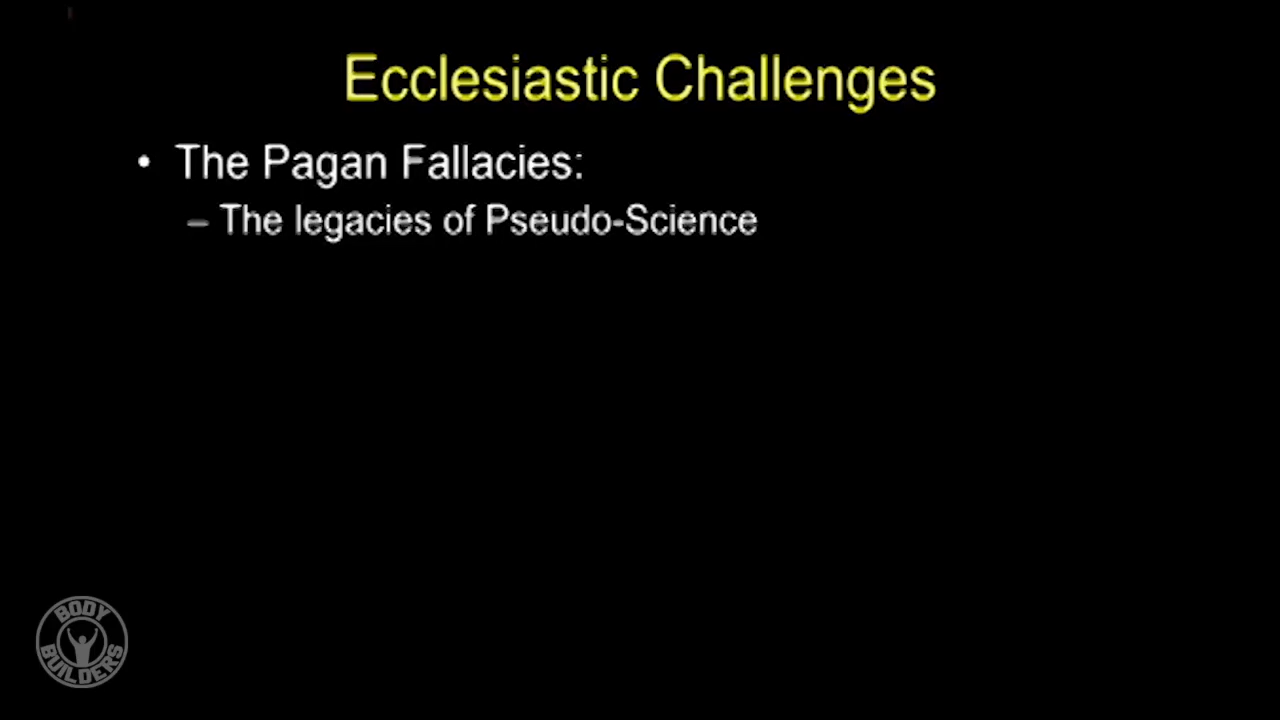 Ecclesiastic Challenges
• The Pagan Fallacies:
– The legacies of Pseudo-Science
BODY
BUILDERS